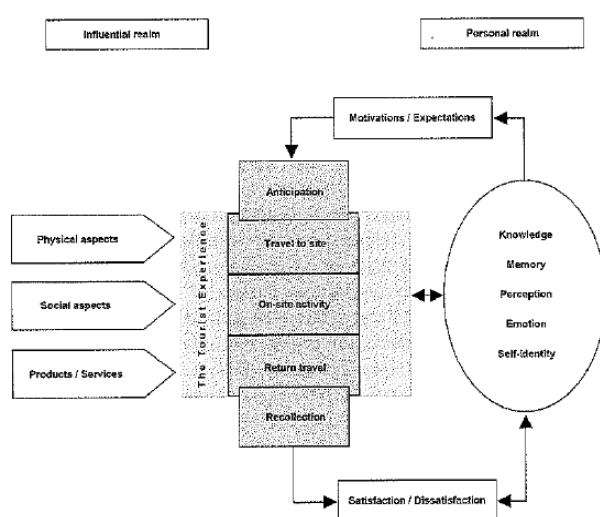 Influential realm
Personal realm
Motivations / Expectations
Anticipation
Physical aspects
Travel to site
Social aspects
On-site activity
Products / Services
Return travel
Recollection
The Tourist Experience
Knowledge
Memory
Perception
Emotion
Self-identity
Satisfaction / Dissatisfaction